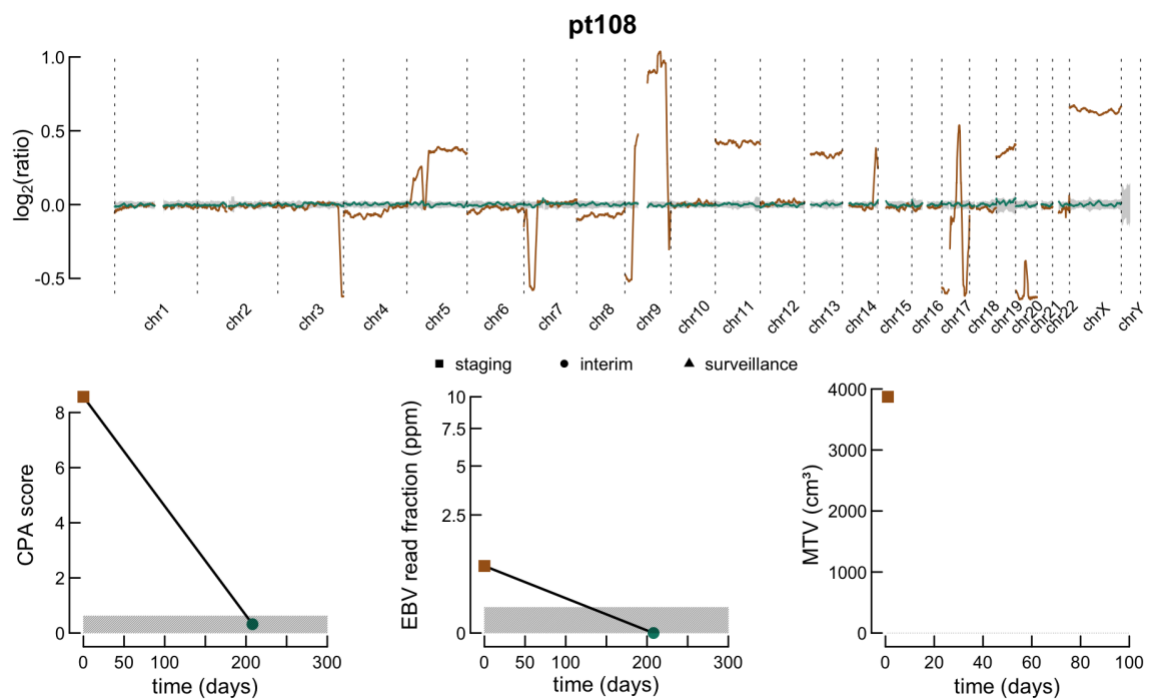 pt108
1.0
0.5
0.0
-0.5
log2(ratio)
chr1 chr2 chr3 chr4 chr5 chr6 chr7 chr8 chr9 chr10 chr11 chr12 chr13 chr14 chr15 chr16 chr17 chr18 chr19 chr20 chr21 chr22 chrX chrY
staging interim surveillance
8
6
4
2
0
CPA score
0 50 100 200 300
time (days)
10
7.5
5
2.5
0
EBV read fraction (ppm)
0 50 100 200 300
time (days)
4000
3000
2000
1000
0
MTV (cm³)
0 20 40 60 80 100
time (days)